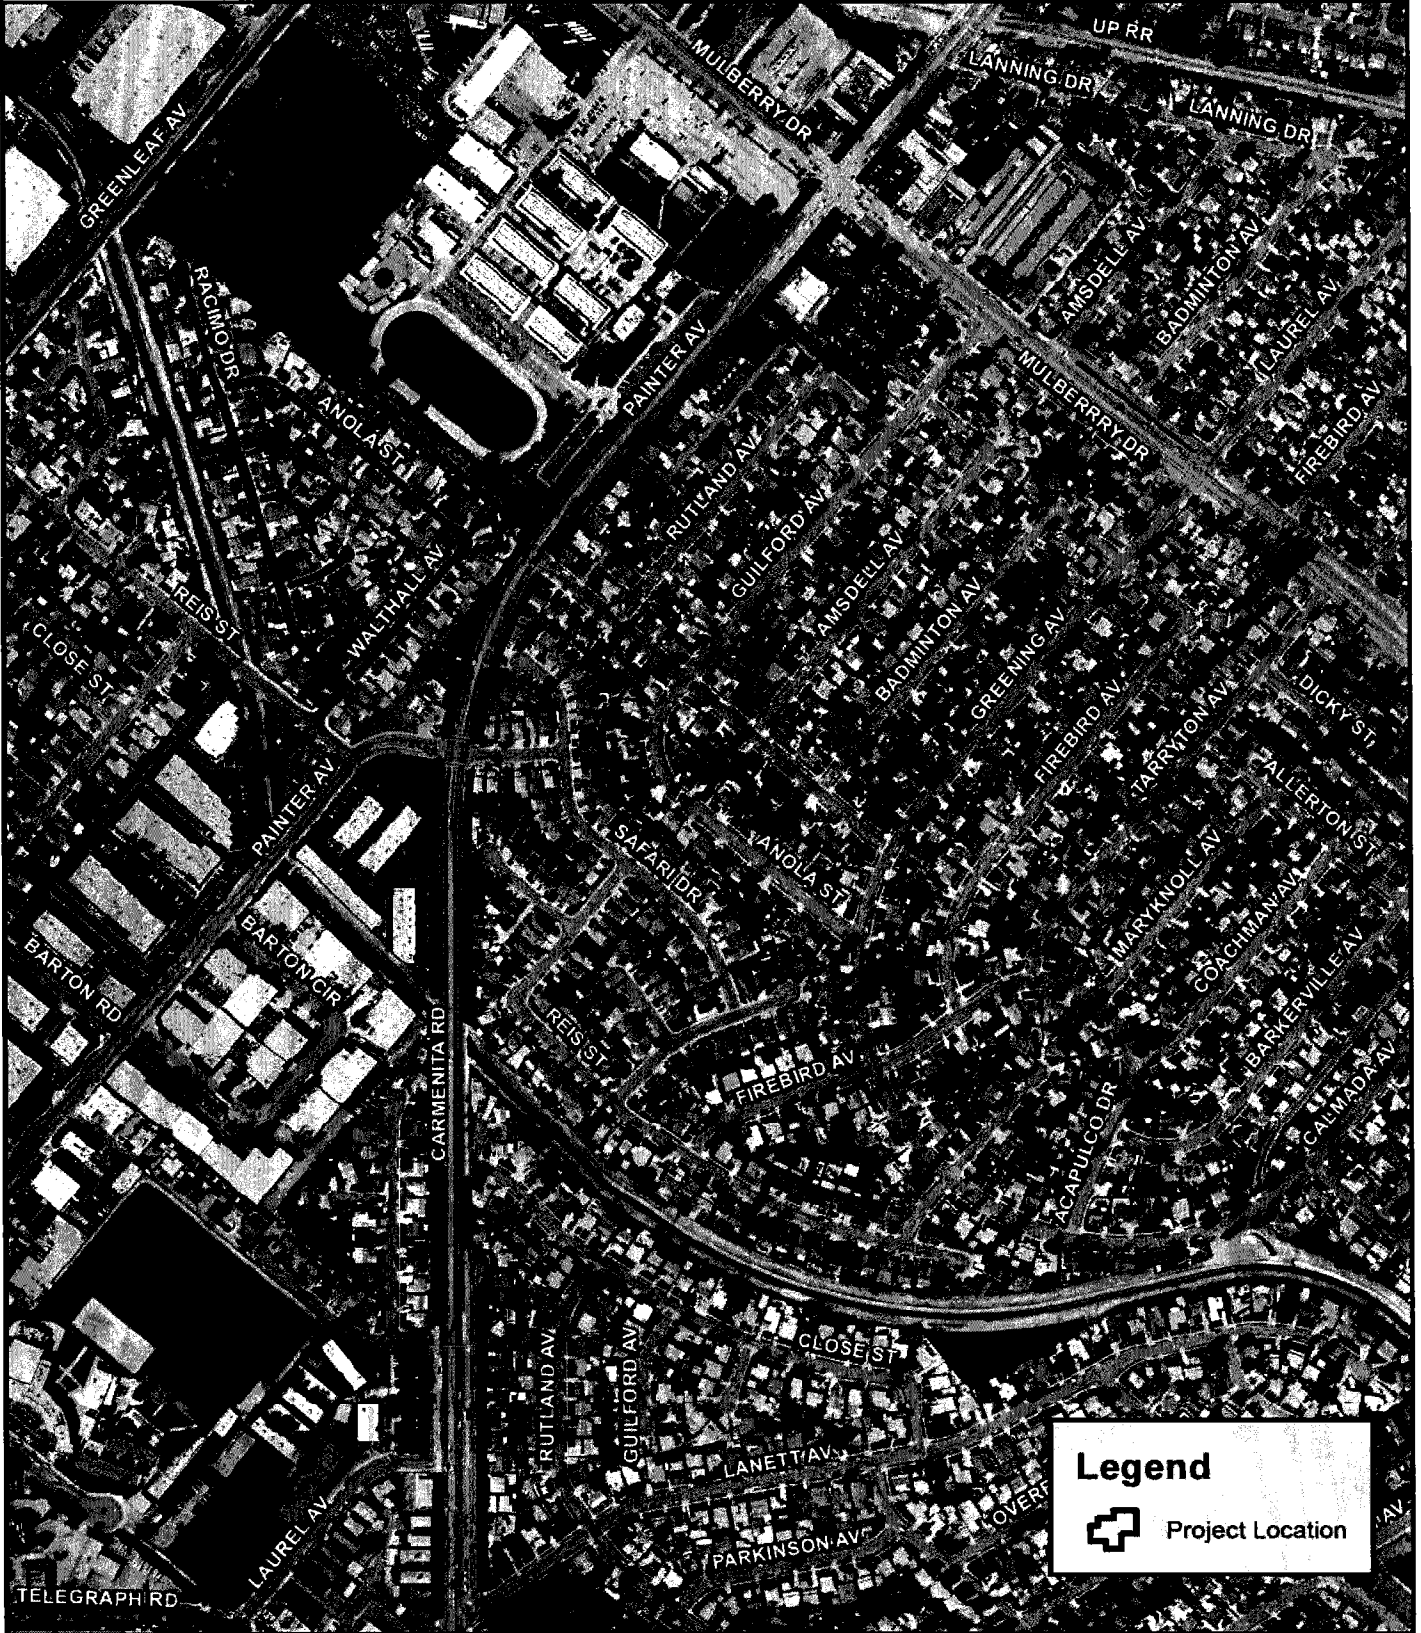 UP RR
MULBERRY DR
LANNING DR
LANNING DR
GREENLEAF AV
AMSDELL AV
BADMINTON AV
LAUREL AV
RACIMO DR
PAINTER AV
MULBERRY DR
FIREBIRD AV
ANOLA ST
RUTLAND AV
GUILFORD AV
AMSDELL AV
WALTHALL AV
BADMINTON AV
REIS ST
GREENING AV
CLOSE ST
FIREBIRD AV
TARRYTON AV
DICKY ST
PAINTER AV
ALLERTON ST
SAFARI DR
ANOLA ST
MARYKNOLL AV
COACHMAN AV
BARTON CIR
BARTON RD
BARKERVILLE AV
REIS ST
CARMENITA RD
FIREBIRD AV
CALMADA AV
ACAPULCO DR
RUTLAND AV
GUILFORD AV
CLOSE ST
LANETT AV
Legend
Project Location
LAUREL AV
PARKINSON AV
AV
TELEGRAPH RD